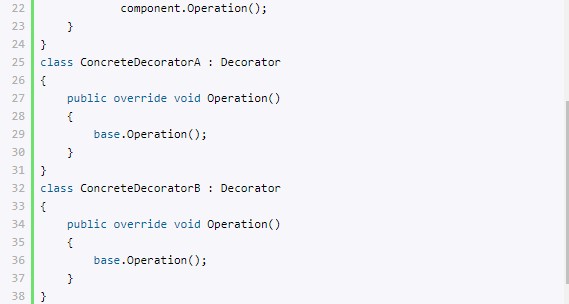 22 component.Operation();
23 }
24 }
25 class ConcreteDecoratorA : Decorator
26 {
27 public override void Operation()
28 {
29 base.Operation();
30 }
31 }
32 class ConcreteDecoratorB : Decorator
33 {
34 public override void Operation()
35 {
36 base.Operation();
37 }
38 }